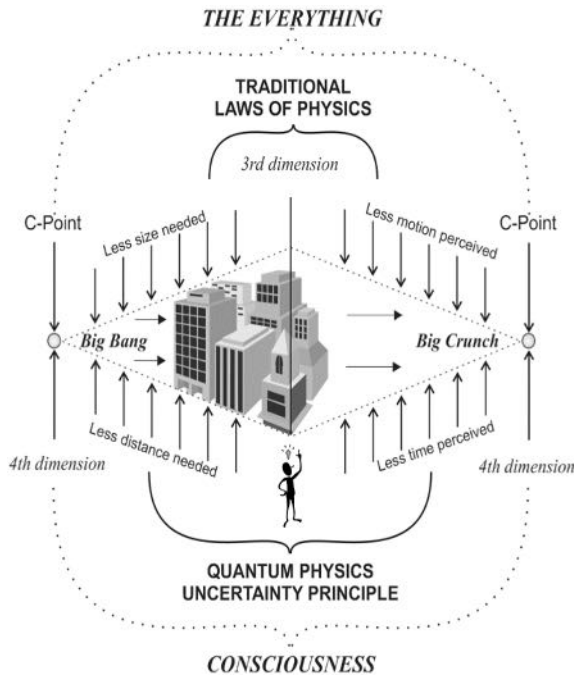 THE EVERYTHING
TRADITIONAL
LAWS OF PHYSICS
3rd dimension
C-Point
Less size needed
Less motion perceived
C-Point
Big Bang
Big Crunch
4th dimension
Less distance needed
Less time perceived
4th dimension
QUANTUM PHYSICS
UNCERTAINTY PRINCIPLE
CONSCIOUSNESS